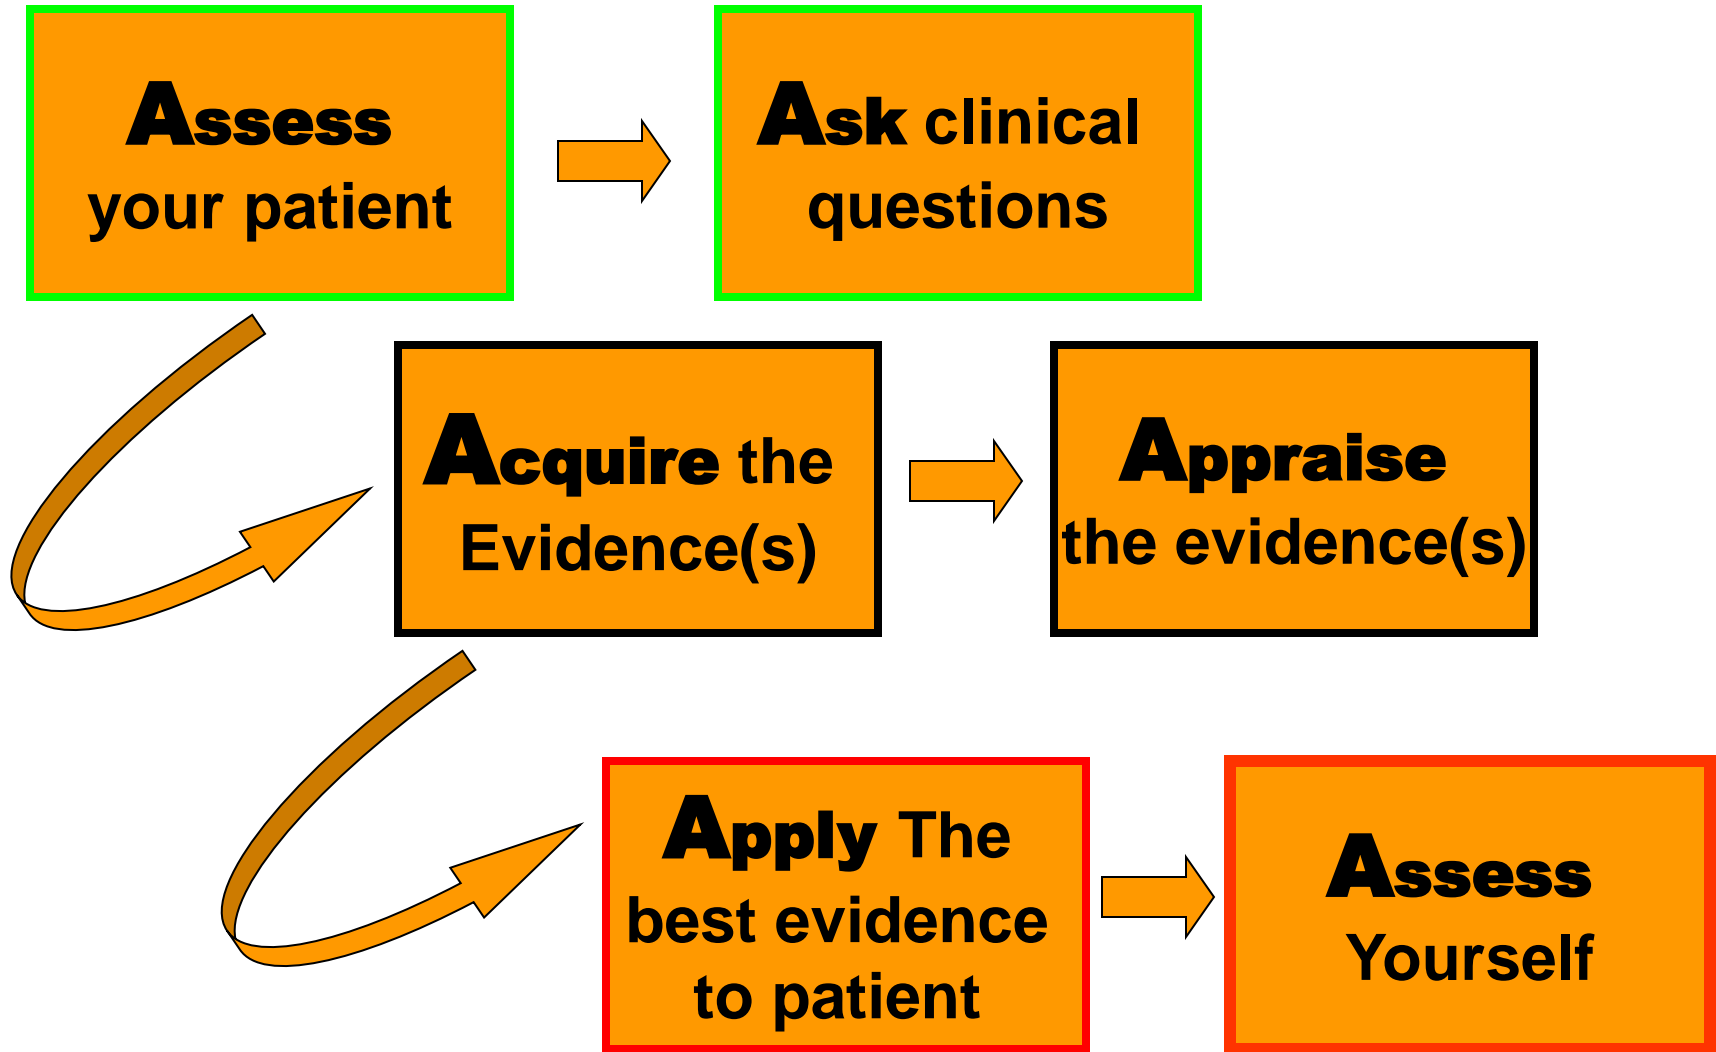 Assess
your patient
Ask clinical
questions
Acquire the
Evidence(s)
Appraise
the evidence(s)
Apply The
best evidence
to patient
Assess
Yourself